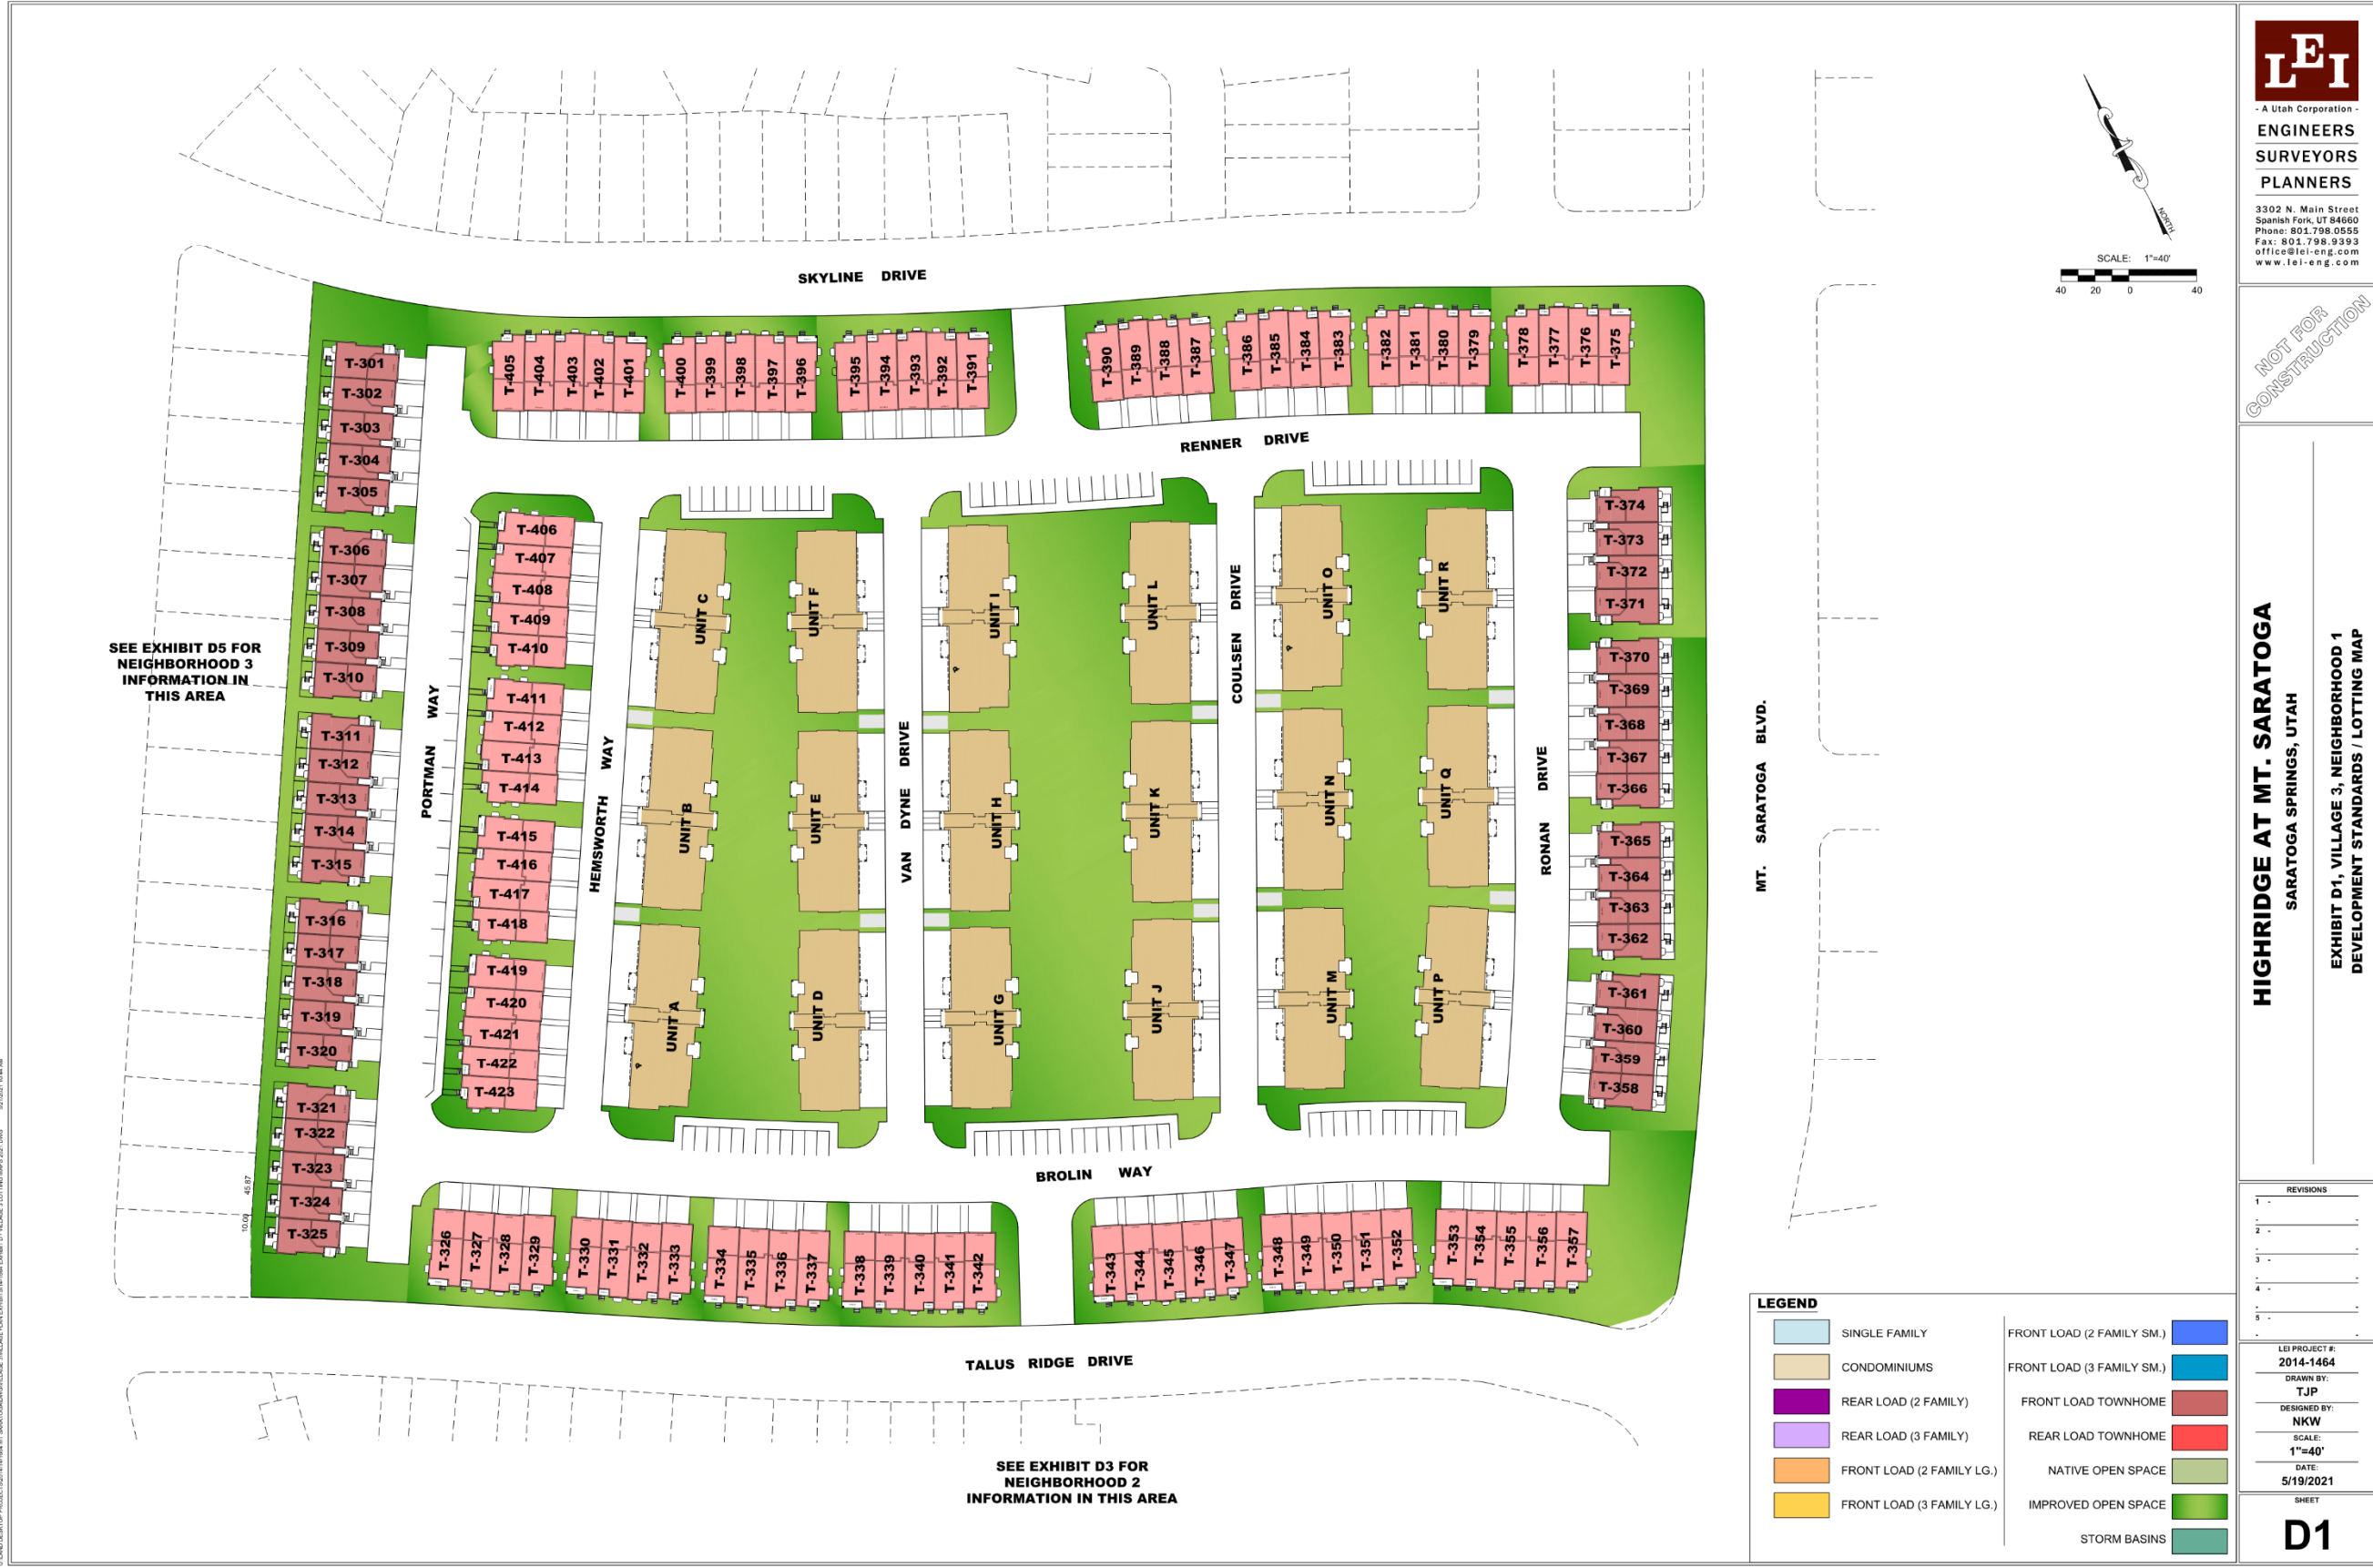 SKYLINE DRIVE
T-405
T-404
T-403
T-402
T-401
T-400
T-399
T-398
T-397
T-396
T-395
T-394
T-393
T-392
T-391
T-390
T-389
T-388
T-387
T-386
T-385
T-384
T-383
T-382
T-381
T-380
T-379
T-378
T-377
T-376
T-375
RENNER DRIVE
T-301
T-302
T-303
T-304
T-305
T-306
T-307
T-308
T-309
T-310
T-311
T-312
T-313
T-314
T-315
T-316
T-317
T-318
T-319
T-320
T-321
T-322
T-323
T-324
T-325
SEE EXHIBIT D5 FOR
NEIGHBORHOOD 3
INFORMATION IN
THIS AREA
45.87
10.00
PORTMAN WAY
T-406
T-407
T-408
T-409
T-410
T-411
T-412
T-413
T-414
T-415
T-416
T-417
T-418
T-419
T-420
T-421
T-422
T-423
HEMSWORTH WAY
UNIT C
UNIT B
UNIT A
UNIT F
UNIT E
UNIT D
VAN DYNE DRIVE
UNIT I
UNIT H
UNIT G
UNIT L
UNIT K
UNIT J
COULSEN DRIVE
UNIT O
UNIT N
UNIT M
UNIT R
UNIT Q
UNIT P
RONAN DRIVE
T-374
T-373
T-372
T-371
T-370
T-369
T-368
T-367
T-366
T-365
T-364
T-363
T-362
T-361
T-360
T-359
T-358
MT. SARATOGA BLVD.
BROLIN WAY
T-326
T-327
T-328
T-329
T-330
T-331
T-332
T-333
T-334
T-335
T-336
T-337
T-338
T-339
T-340
T-341
T-342
T-343
T-344
T-345
T-346
T-347
T-348
T-349
T-350
T-351
T-352
T-353
T-354
T-355
T-356
T-357
TALUS RIDGE DRIVE
SEE EXHIBIT D3 FOR
NEIGHBORHOOD 2
INFORMATION IN THIS AREA
NORTH
SCALE: 1"=40'
40 20 0 40
LEGEND
SINGLE FAMILY
CONDOMINIUMS
REAR LOAD (2 FAMILY)
REAR LOAD (3 FAMILY)
FRONT LOAD (2 FAMILY LG.)
FRONT LOAD (3 FAMILY LG.)
FRONT LOAD (2 FAMILY SM.)
FRONT LOAD (3 FAMILY SM.)
FRONT LOAD TOWNHOME
REAR LOAD TOWNHOME
NATIVE OPEN SPACE
IMPROVED OPEN SPACE
STORM BASINS
LEI
- A Utah Corporation -
ENGINEERS
SURVEYORS
PLANNERS
3302 N. Main Street
Spanish Fork, UT 84660
Phone: 801.798.0555
Fax: 801.798.9393
office@lei-eng.com
www.lei-eng.com
NOT FOR
CONSTRUCTION
HIGHRIDGE AT MT. SARATOGA
SARATOGA SPRINGS, UTAH
EXHIBIT D1, VILLAGE 3, NEIGHBORHOOD 1
DEVELOPMENT STANDARDS / LOTTING MAP
REVISIONS
1 -
2 -
3 -
4 -
5 -
LEI PROJECT #:
2014-1464
DRAWN BY:
TJP
DESIGNED BY:
NKW
SCALE:
1"=40'
DATE:
5/19/2021
SHEET
D1